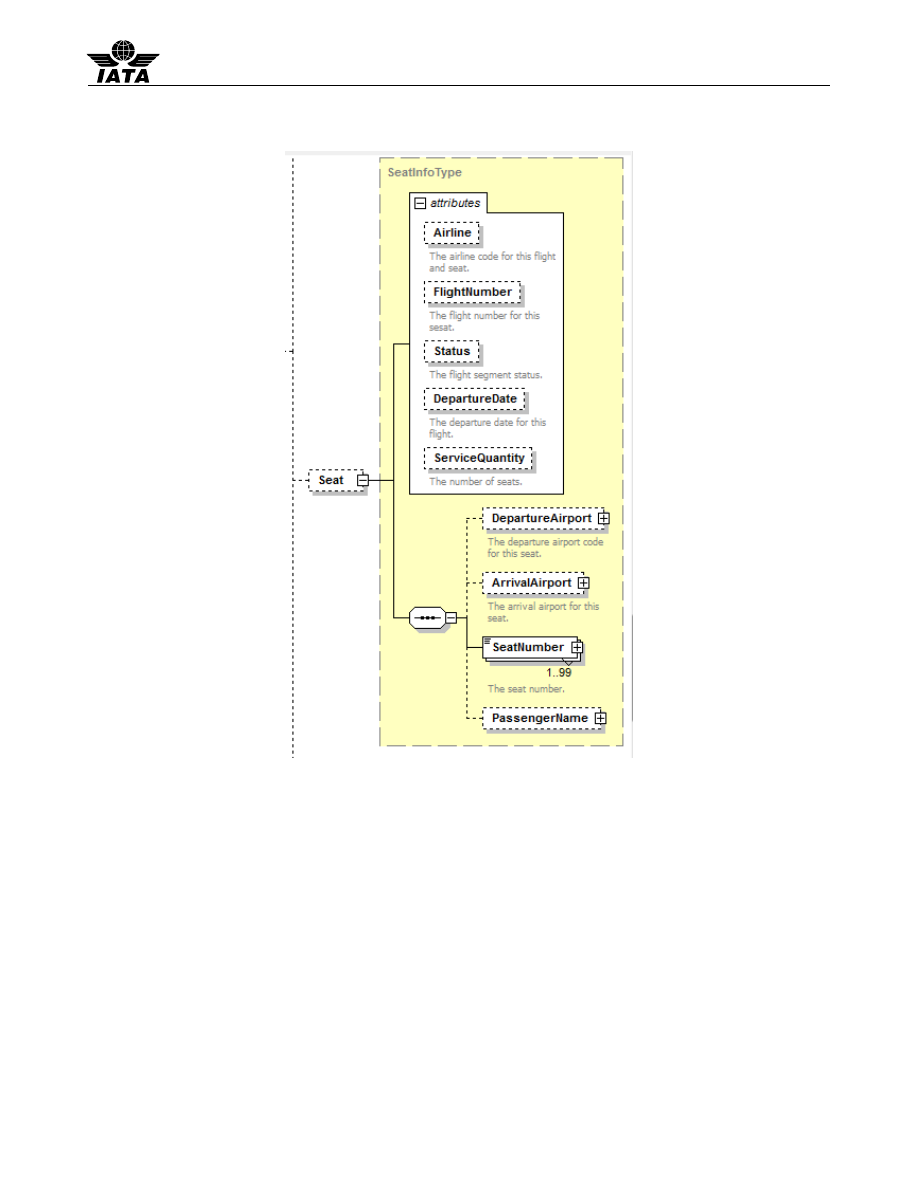 IATA
SeatInfoType
attributes
Airline
The airline code for this flight
and seat.
FlightNumber
The flight number for this
sesat.
Status
The flight segment status.
DepartureDate
The departure date for this
flight.
ServiceQuantity
The number of seats.
Seat
DepartureAirport
The departure airport code
for this seat.
ArrivalAirport
The arrival airport for this
seat.
SeatNumber
1..99
The seat number.
PassengerName